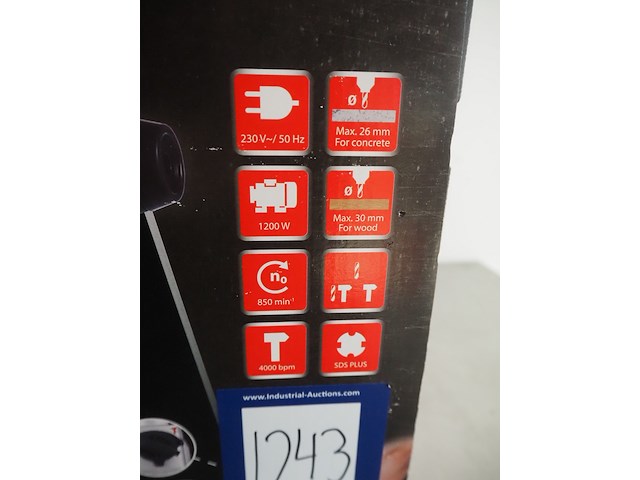 230 V~/ 50 Hz
Ø
Max. 26 mm
For concrete
1200 W
Ø
Max. 30 mm
For wood
n₀
850 min⁻¹
4000 bpm
SDS PLUS
www.Industrial-Auctions.com
1243